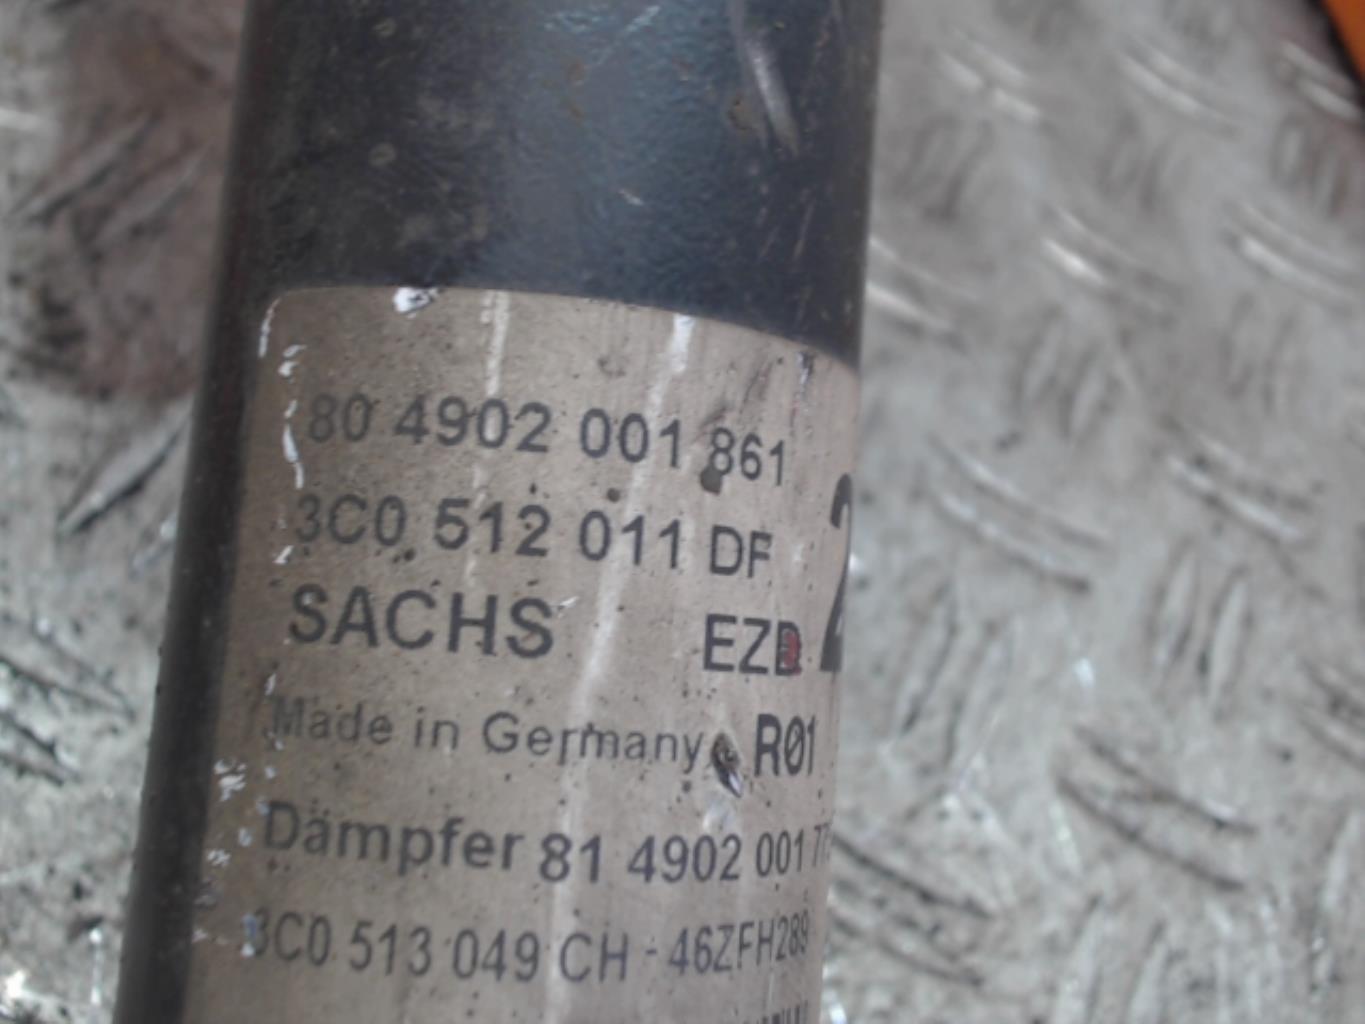 80 4902 001 861
3C0 512 011 DF
SACHS EZD
Made in Germany R01
Dämpfer 81 4902 001
3C0 513 049 CH - 46ZFH289